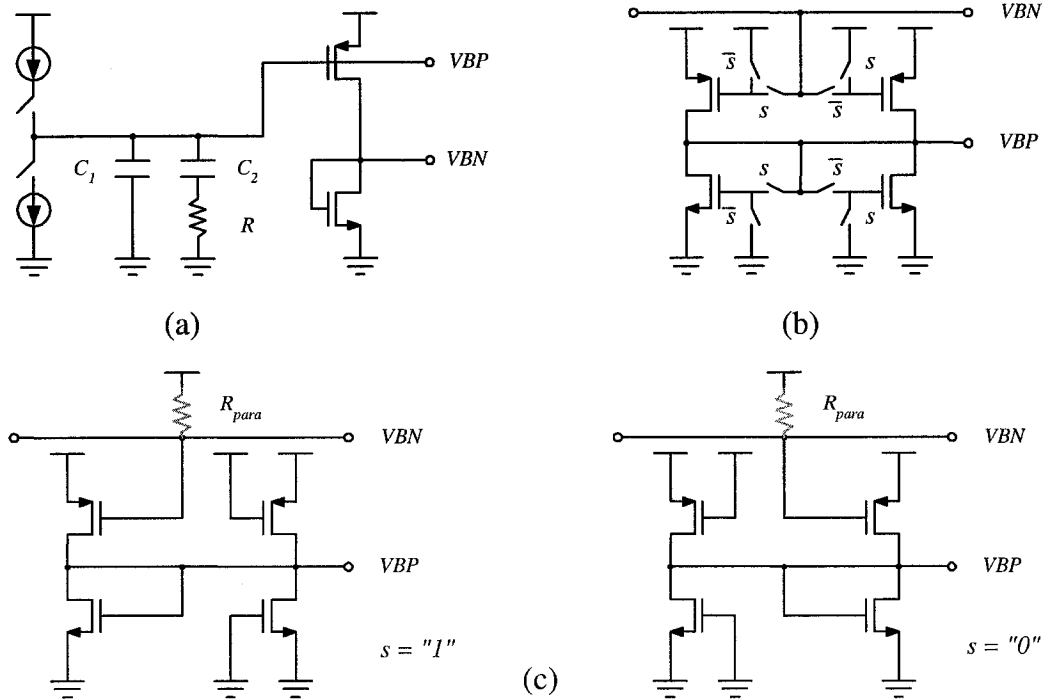 VBP
VBN
C1
C2
R
(a)
VBN
s̅
s
s
s̅
VBP
s
s̅
s̅
s
(b)
Rpara
VBN
VBP
s = "1"
Rpara
VBN
VBP
s = "0"
(c)